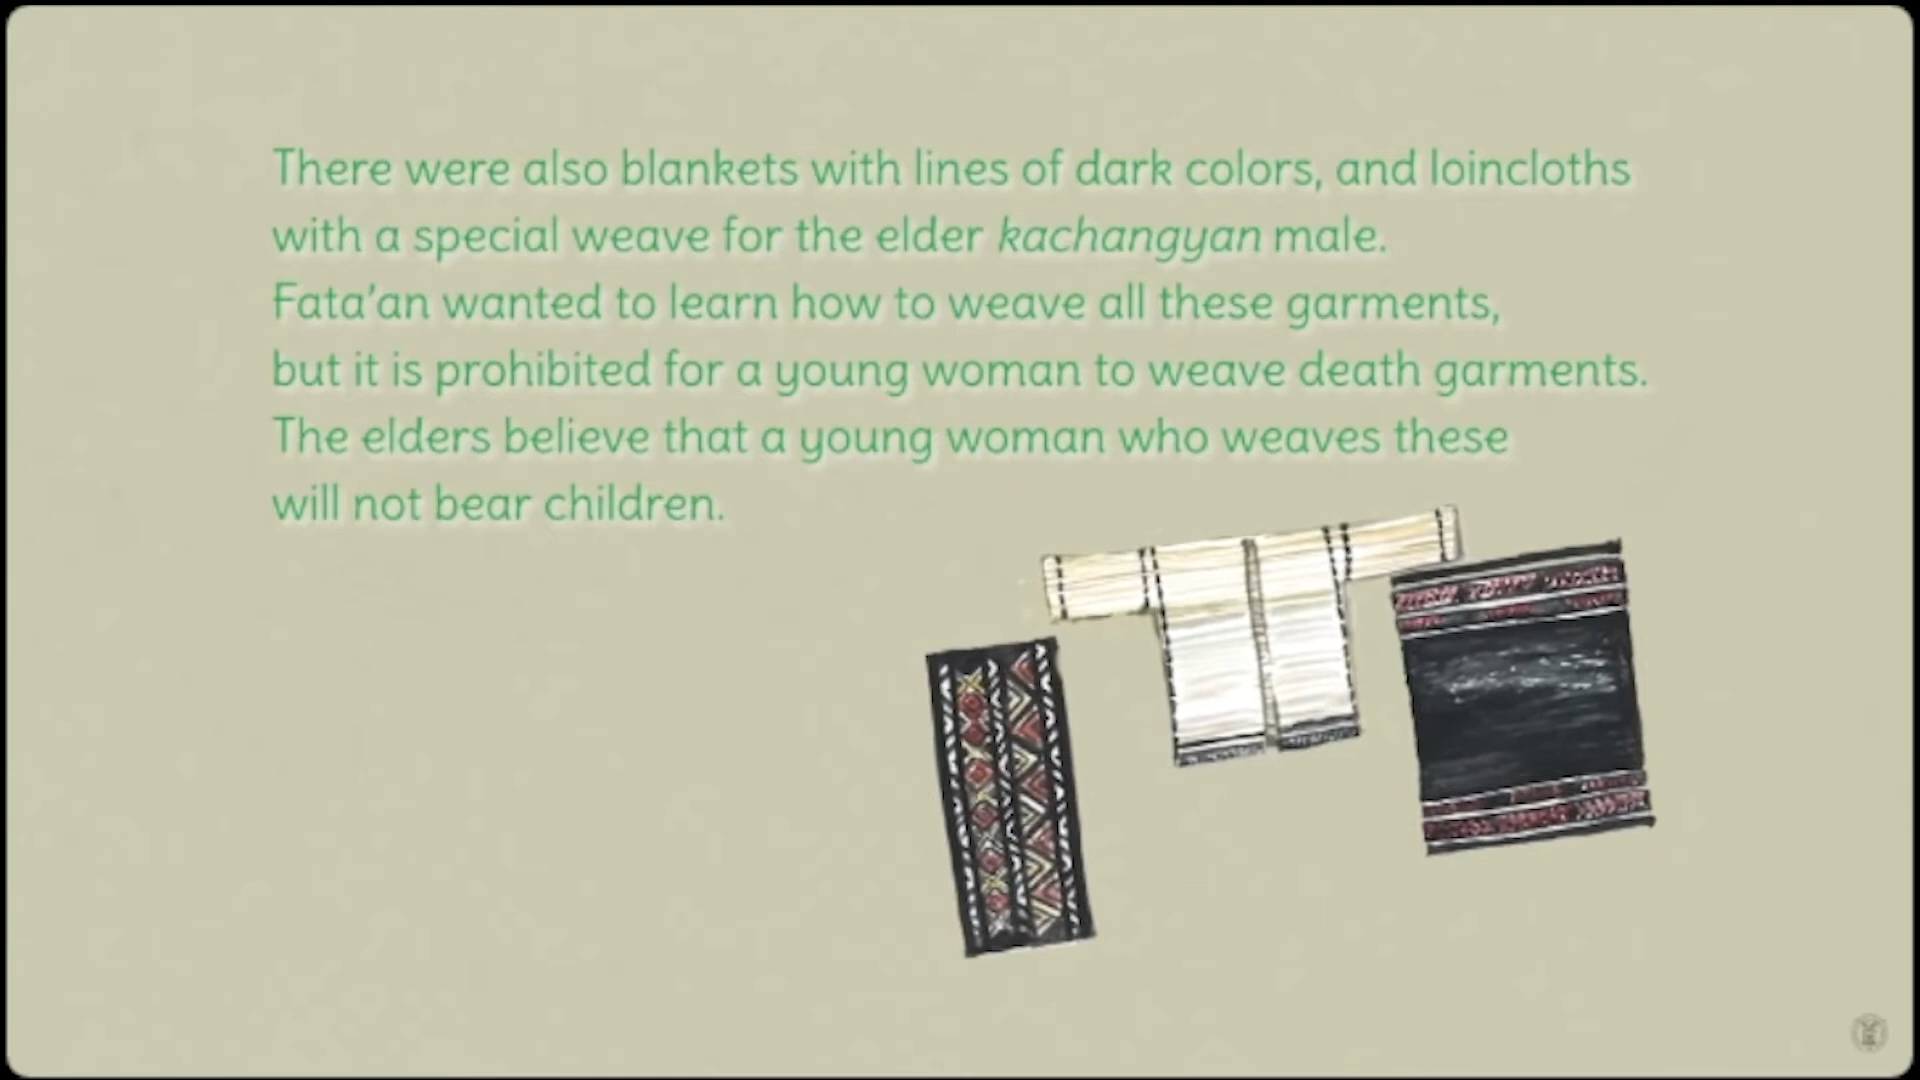 There were also blankets with lines of dark colors, and loincloths
with a special weave for the elder kachangyan male.
Fata'an wanted to learn how to weave all these garments,
but it is prohibited for a young woman to weave death garments.
The elders believe that a young woman who weaves these
will not bear children.